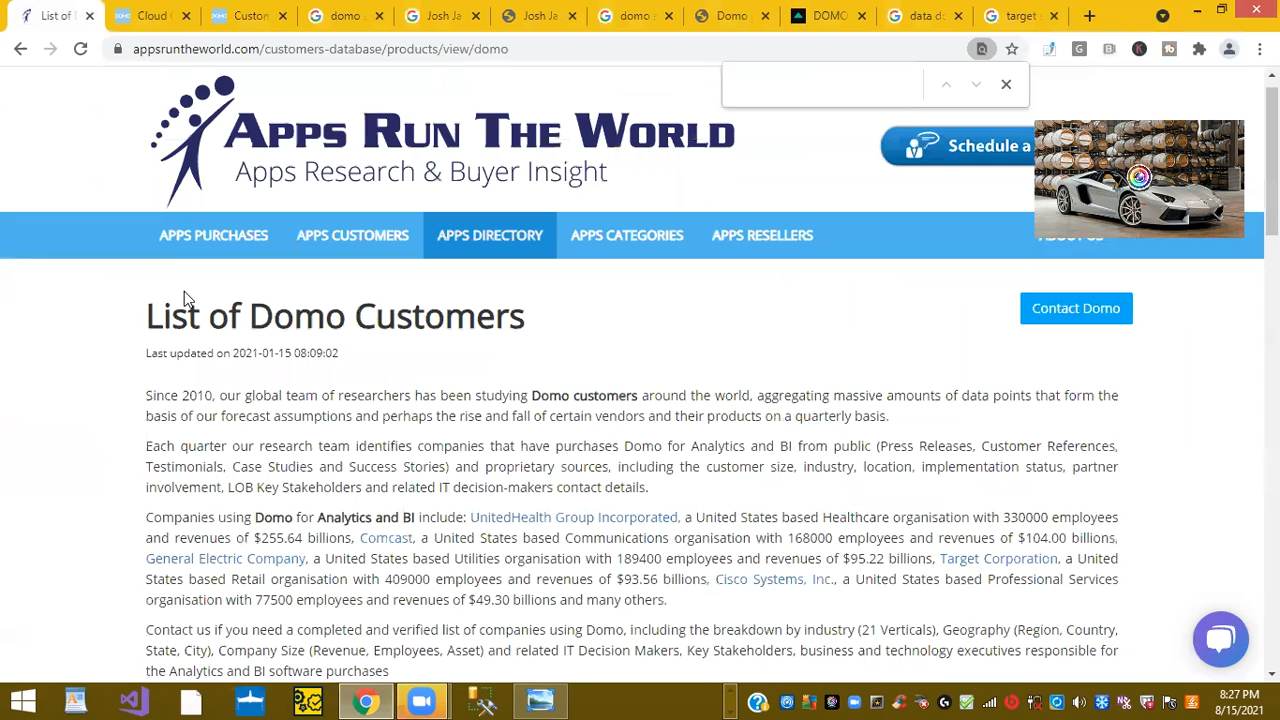 List of D
Cloud
Custom
domo
Josh Ja
Josh Ja
domo
Domo
DOMO
data do
target
appsruntheworld.com/customers-database/products/view/domo
APPS RUN THE WORLD
Apps Research & Buyer Insight
Schedule a
APPS PURCHASES
APPS CUSTOMERS
APPS DIRECTORY
APPS CATEGORIES
APPS RESELLERS
List of Domo Customers
Contact Domo
Last updated on 2021-01-15 08:09:02
Since 2010, our global team of researchers has been studying Domo customers around the world, aggregating massive amounts of data points that form the
basis of our forecast assumptions and perhaps the rise and fall of certain vendors and their products on a quarterly basis.
Each quarter our research team identifies companies that have purchases Domo for Analytics and BI from public (Press Releases, Customer References,
Testimonials, Case Studies and Success Stories) and proprietary sources, including the customer size, industry, location, implementation status, partner
involvement, LOB Key Stakeholders and related IT decision-makers contact details.
Companies using Domo for Analytics and BI include: UnitedHealth Group Incorporated, a United States based Healthcare organisation with 330000 employees
and revenues of $255.64 billions, Comcast, a United States based Communications organisation with 168000 employees and revenues of $104.00 billions,
General Electric Company, a United States based Utilities organisation with 189400 employees and revenues of $95.22 billions, Target Corporation, a United
States based Retail organisation with 409000 employees and revenues of $93.56 billions, Cisco Systems, Inc., a United States based Professional Services
organisation with 77500 employees and revenues of $49.30 billions and many others.
Contact us if you need a completed and verified list of companies using Domo, including the breakdown by industry (21 Verticals), Geography (Region, Country,
State, City), Company Size (Revenue, Employees, Asset) and related IT Decision Makers, Key Stakeholders, business and technology executives responsible for
the Analytics and BI software purchases
8:27 PM
8/15/2021